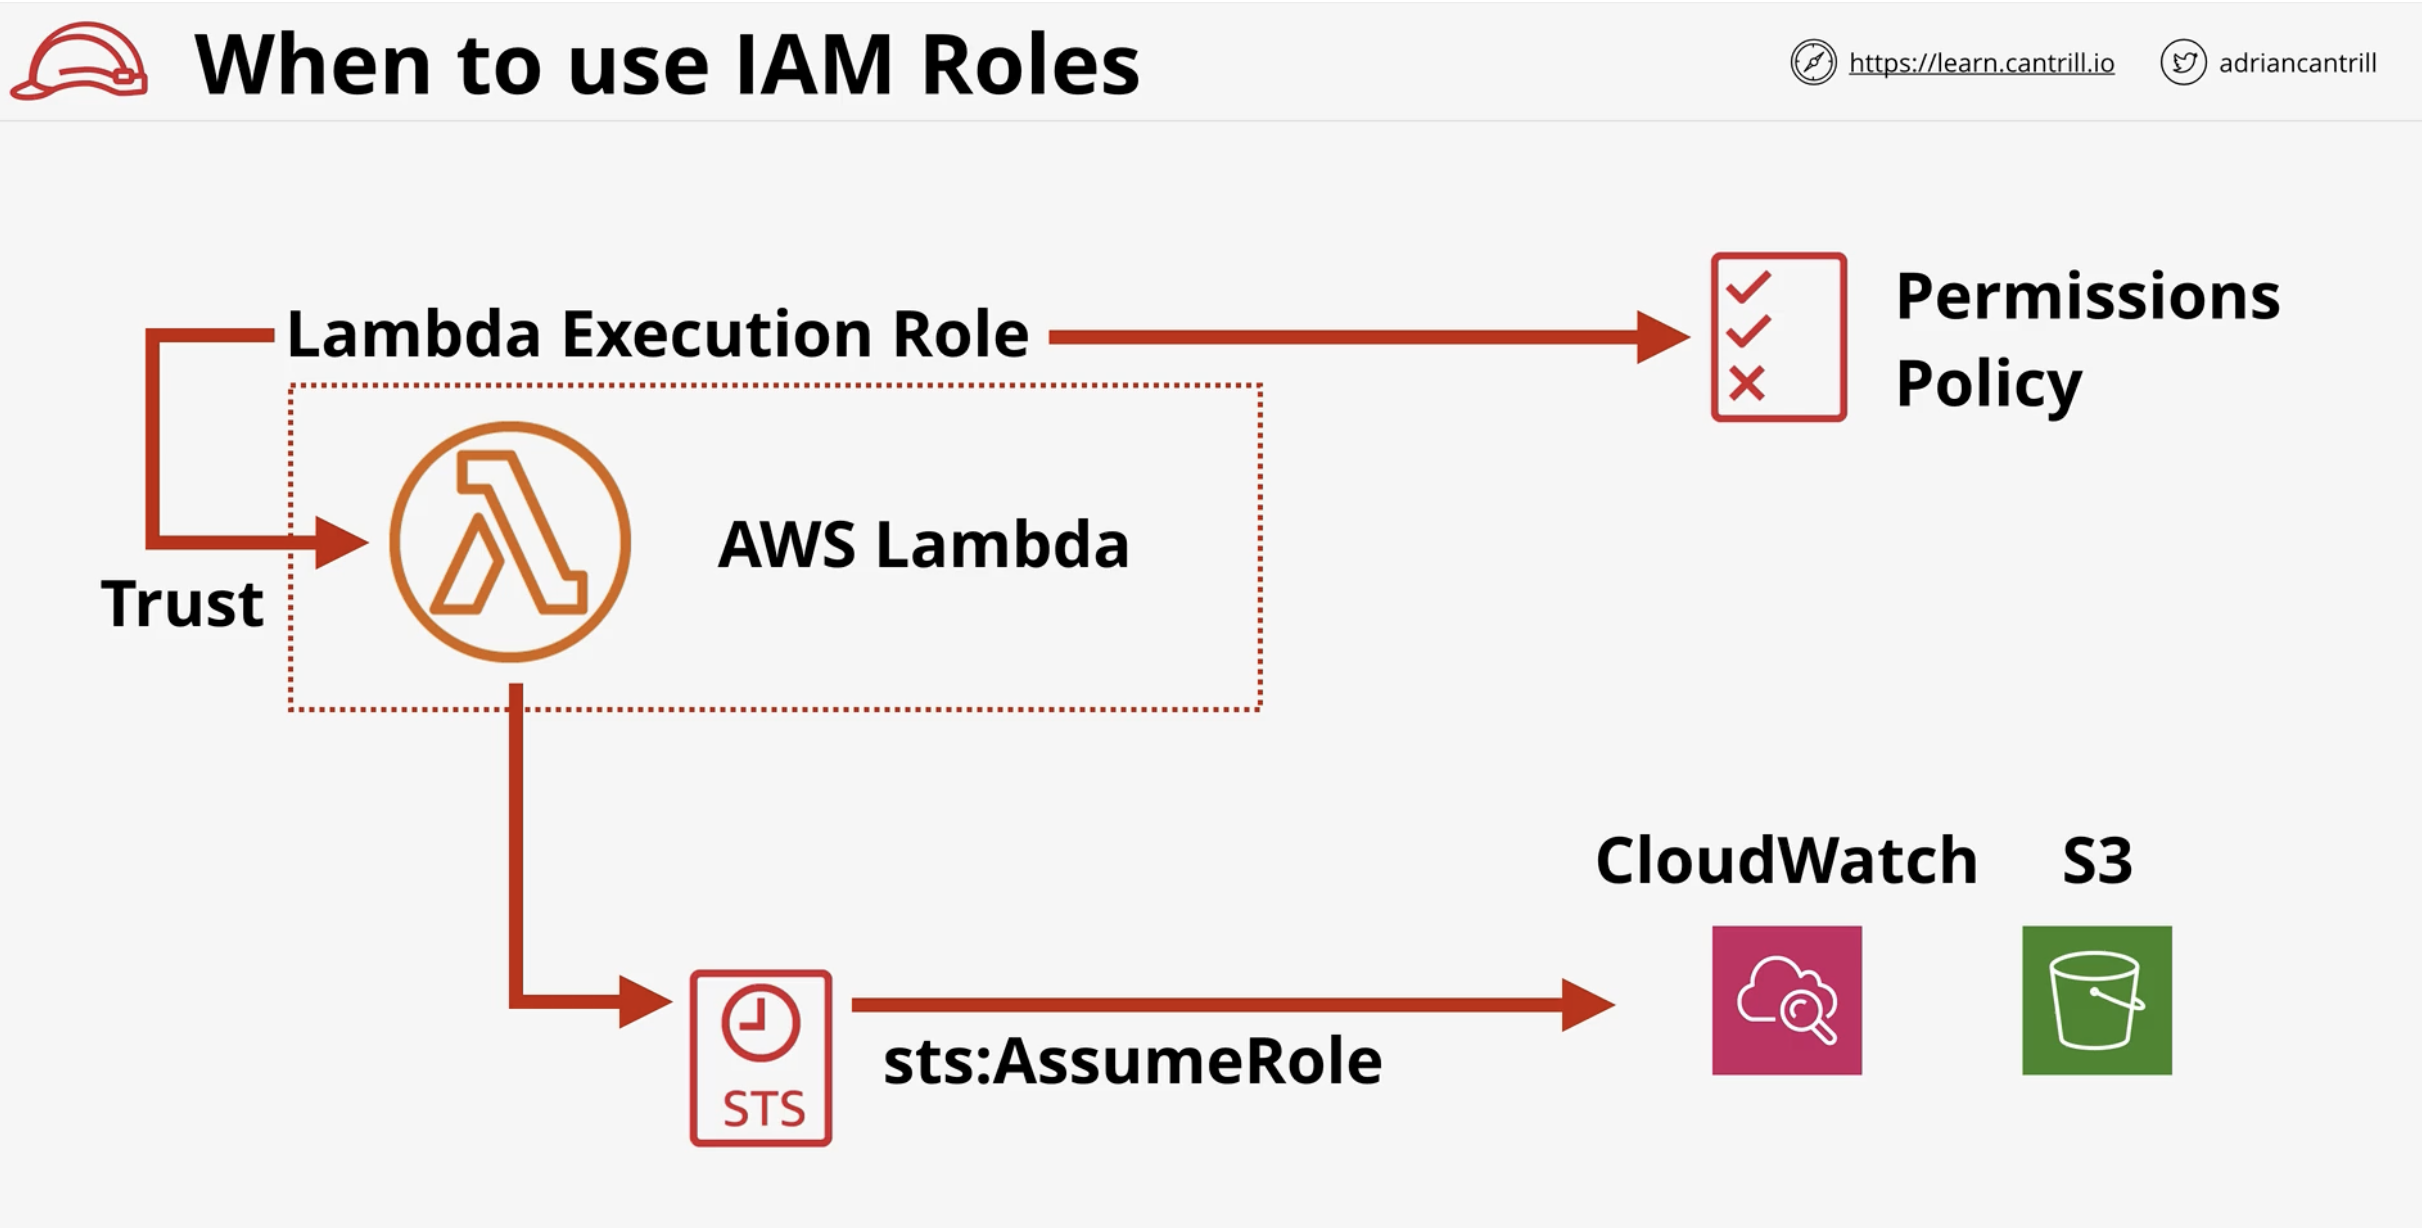 When to use IAM Roles
https://learn.cantrill.io
adriancantrill
Lambda Execution Role
Permissions
Policy
AWS Lambda
Trust
CloudWatch
S3
sts:AssumeRole
STS